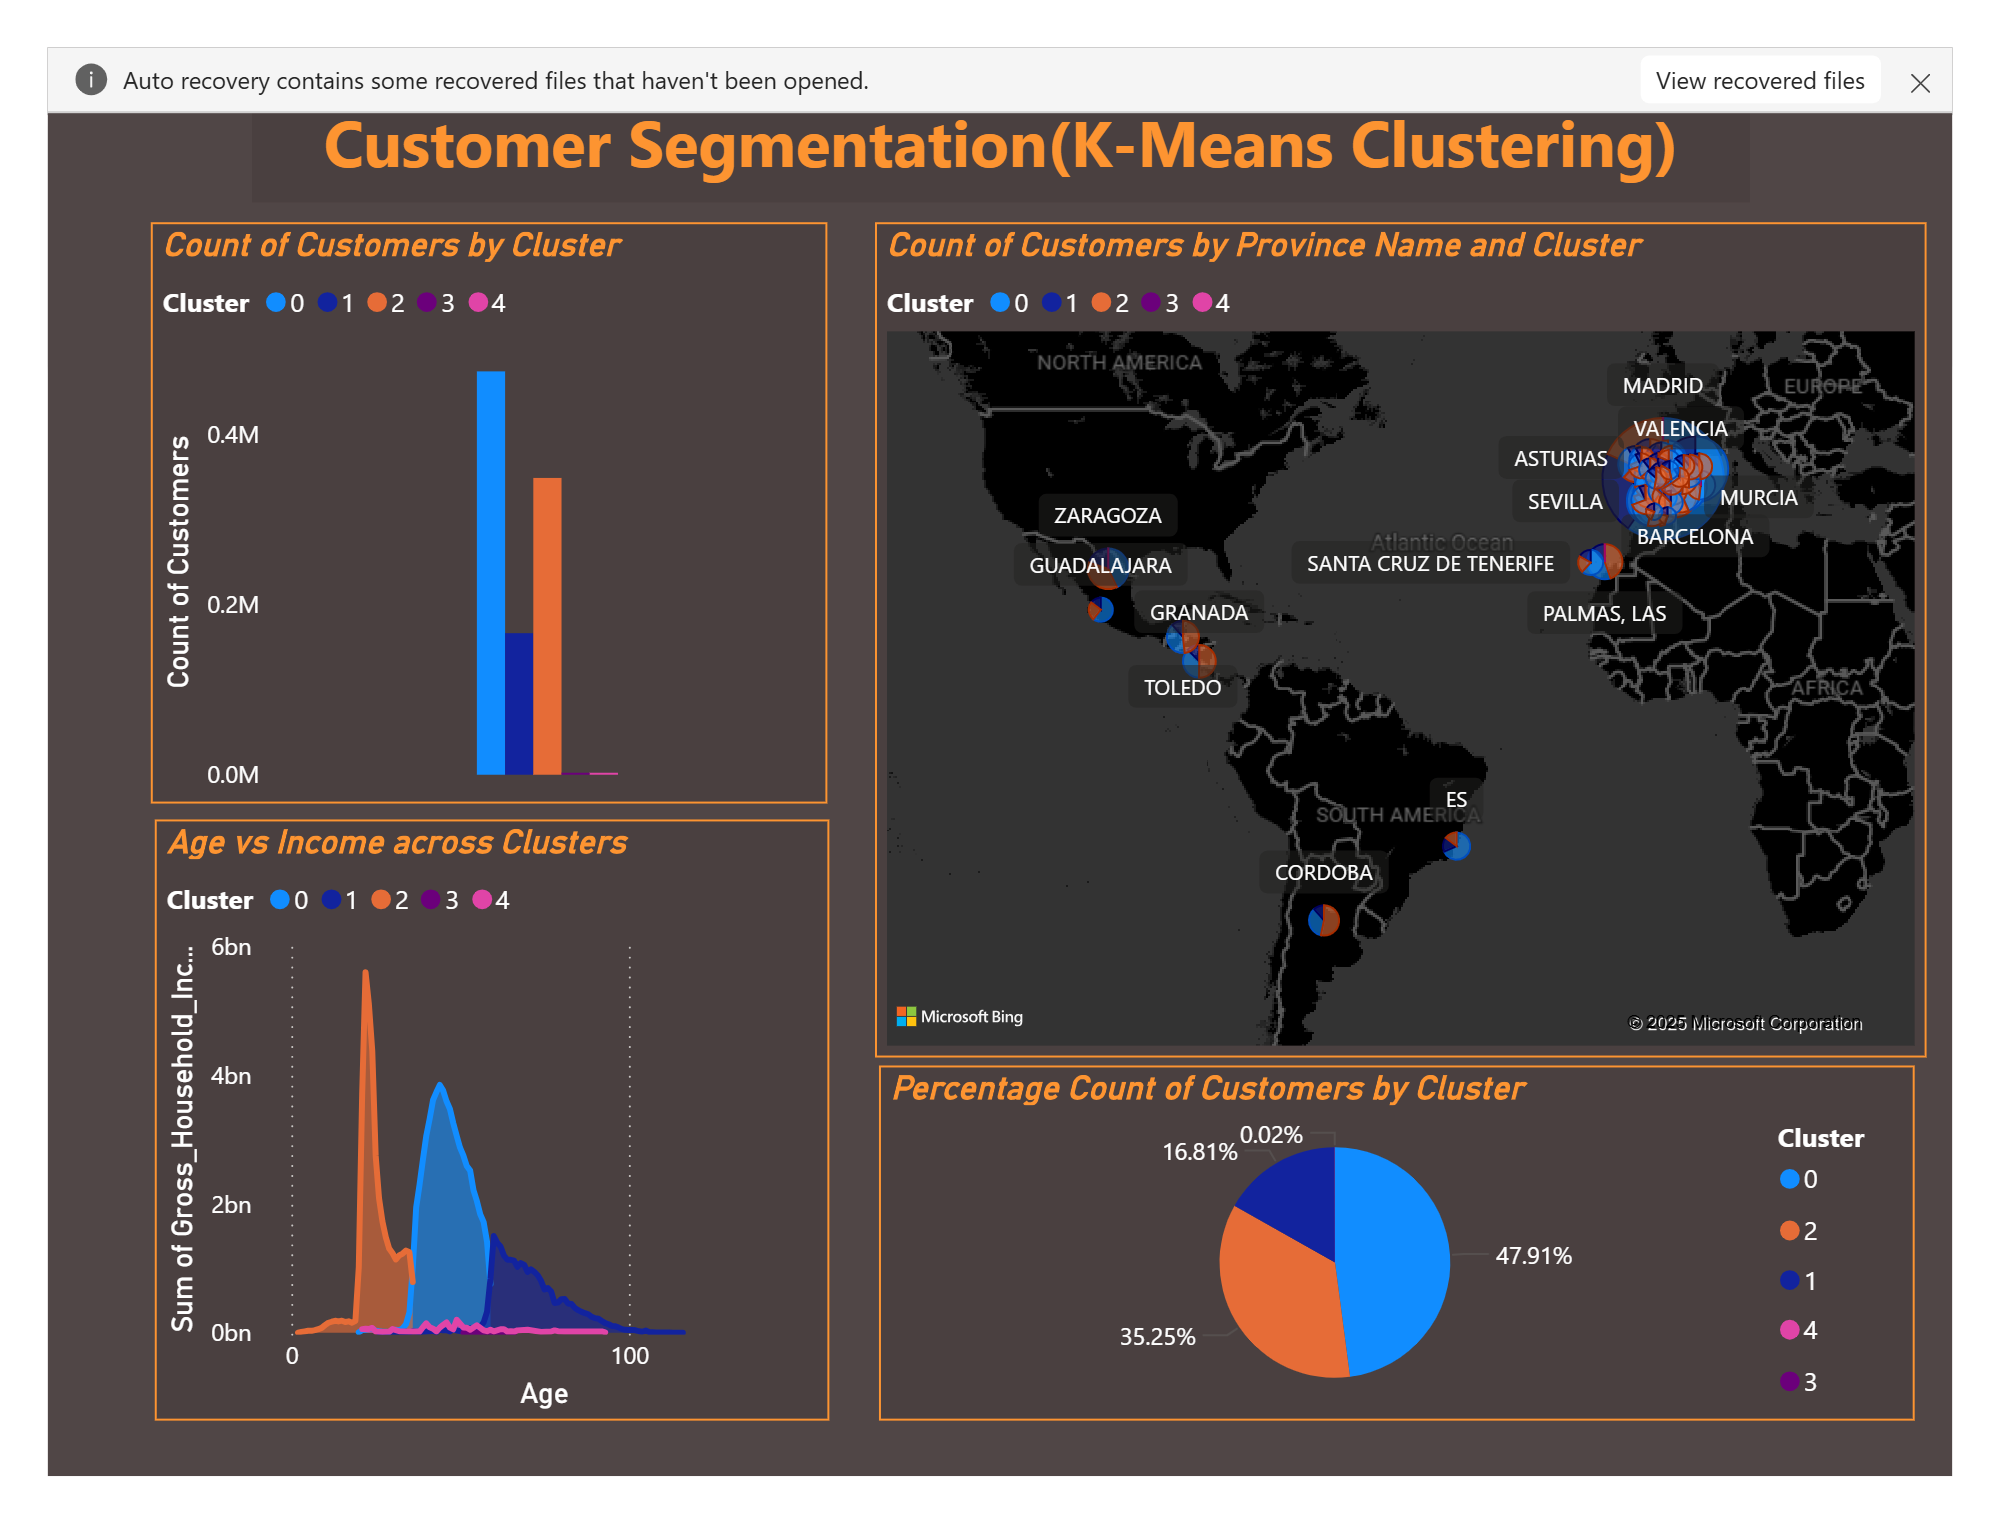 Auto recovery contains some recovered files that haven't been opened.
View recovered files
Customer Segmentation(K-Means Clustering)
Count of Customers by Cluster
Cluster 0 1 2 3 4
Count of Customers
0.4M
0.2M
0.0M
Count of Customers by Province Name and Cluster
Cluster 0 1 2 3 4
NORTH AMERICA
MADRID
EUROPE
VALENCIA
ASTURIAS
SEVILLA
MURCIA
ZARAGOZA
BARCELONA
Atlantic Ocean
GUADALAJARA
SANTA CRUZ DE TENERIFE
GRANADA
PALMAS, LAS
TOLEDO
AFRICA
ES
SOUTH AMERICA
CORDOBA
Microsoft Bing
© 2025 Microsoft Corporation
Age vs Income across Clusters
Cluster 0 1 2 3 4
Sum of Gross_Household_Inc...
6bn
4bn
2bn
0bn
0 100
Age
Percentage Count of Customers by Cluster
0.02%
16.81%
47.91%
35.25%
Cluster
0
2
1
4
3